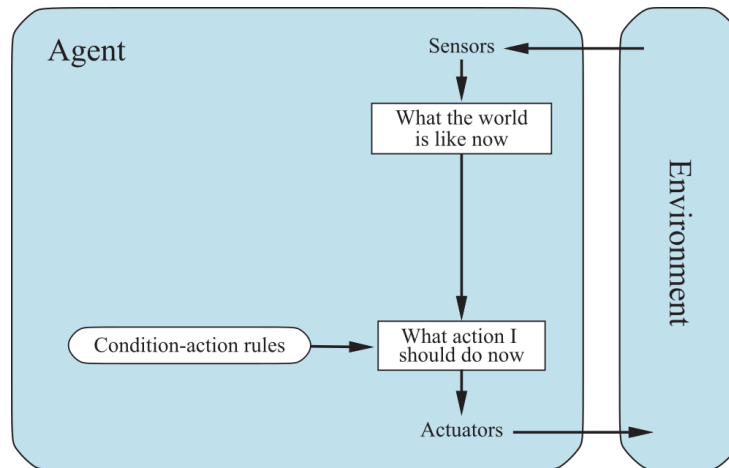 Agent
Sensors
What the world
is like now
Environment
Condition-action rules
What action I
should do now
Actuators